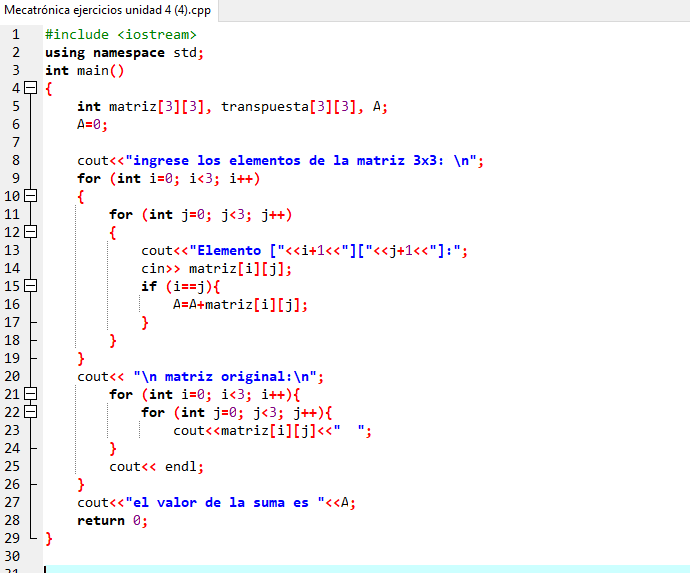 Mecatrónica ejercicios unidad 4 (4).cpp
1 #include <iostream>
2 using namespace std;
3 int main()
4 {
5     int matriz[3][3], transpuesta[3][3], A;
6     A=0;
7
8     cout<<"ingrese los elementos de la matriz 3x3: \n";
9     for (int i=0; i<3; i++)
10     {
11         for (int j=0; j<3; j++)
12         {
13             cout<<"Elemento ["<<i+1<<"]["<<j+1<<"]:";
14             cin>> matriz[i][j];
15             if (i==j){
16                 A=A+matriz[i][j];
17             }
18         }
19     }
20     cout<< "\n matriz original:\n";
21         for (int i=0; i<3; i++){
22             for (int j=0; j<3; j++){
23                 cout<<matriz[i][j]<<"  ";
24         }
25         cout<< endl;
26     }
27     cout<<"el valor de la suma es "<<A;
28     return 0;
29 }
30
31